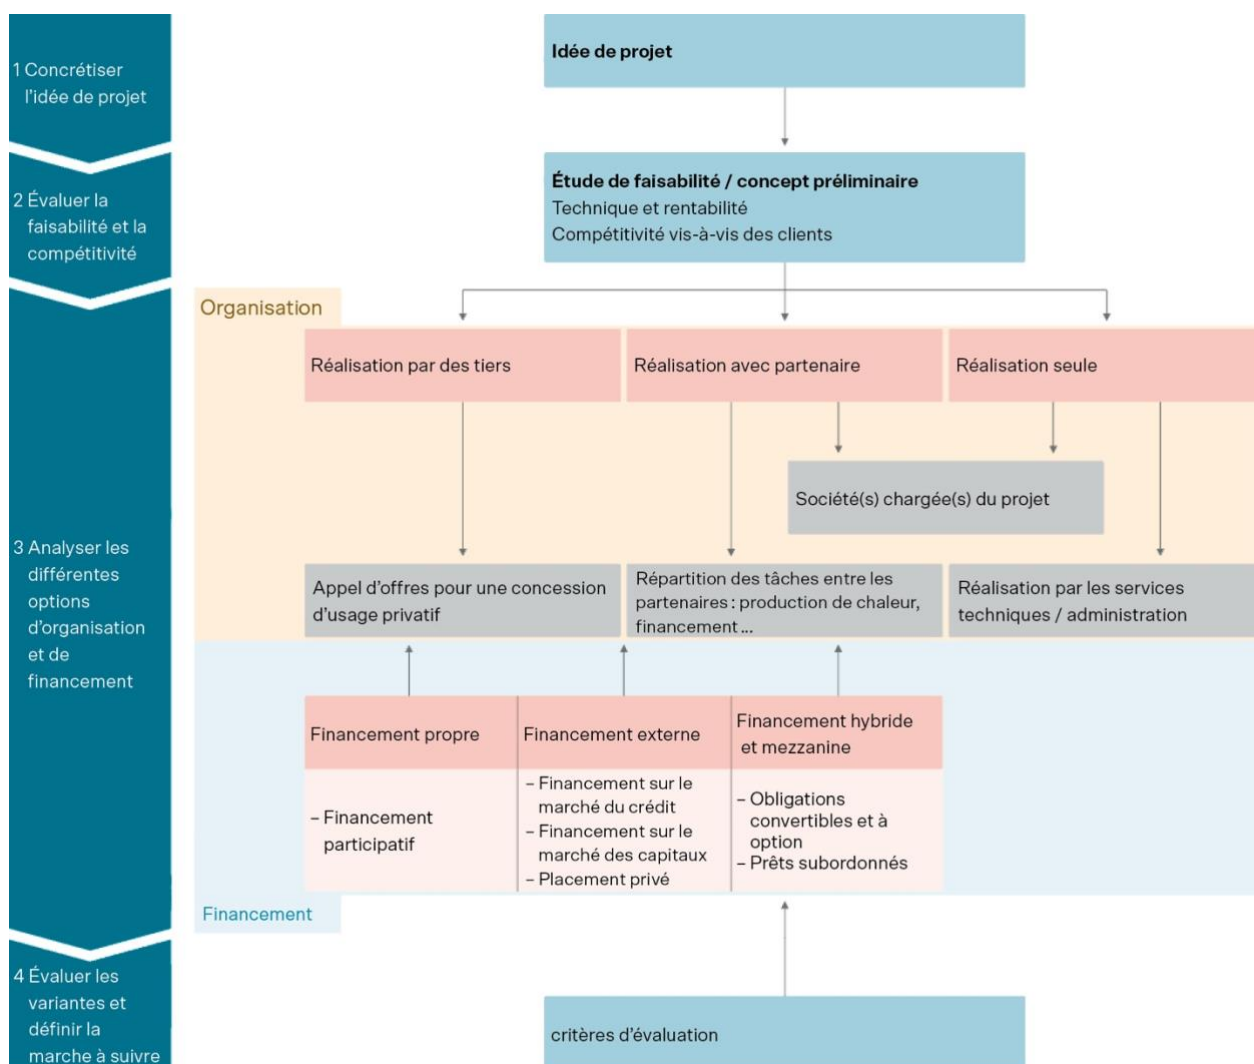 1 Concrétiser
l'idée de projet
Idée de projet
2 Évaluer la
faisabilité et la
compétitivité
Étude de faisabilité / concept préliminaire
Technique et rentabilité
Compétitivité vis-à-vis des clients
3 Analyser les
différentes
options
d'organisation
et de
financement
Organisation
Réalisation par des tiers
Réalisation avec partenaire
Réalisation seule
Société(s) chargée(s) du projet
Appel d'offres pour une concession
d'usage privatif
Répartition des tâches entre les
partenaires : production de chaleur,
financement ...
Réalisation par les services
techniques / administration
Financement propre
Financement externe
Financement hybride
et mezzanine
– Financement
participatif
– Financement sur le
marché du crédit
– Financement sur le
marché des capitaux
– Placement privé
– Obligations
convertibles et à
option
– Prêts subordonnés
Financement
4 Évaluer les
variantes et
définir la
marche à suivre
critères d'évaluation